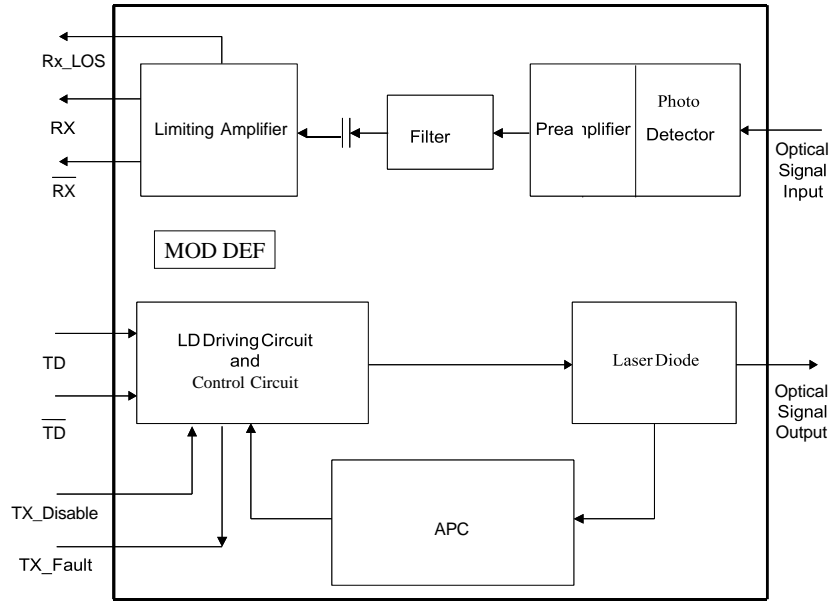 Rx_LOS
RX
RX
Limiting Amplifier
Filter
Preamplifier
Photo
Detector
Optical
Signal
Input
MOD DEF
TD
TD
LD Driving Circuit
and
Control Circuit
Laser Diode
Optical
Signal
Output
TX_Disable
TX_Fault
APC